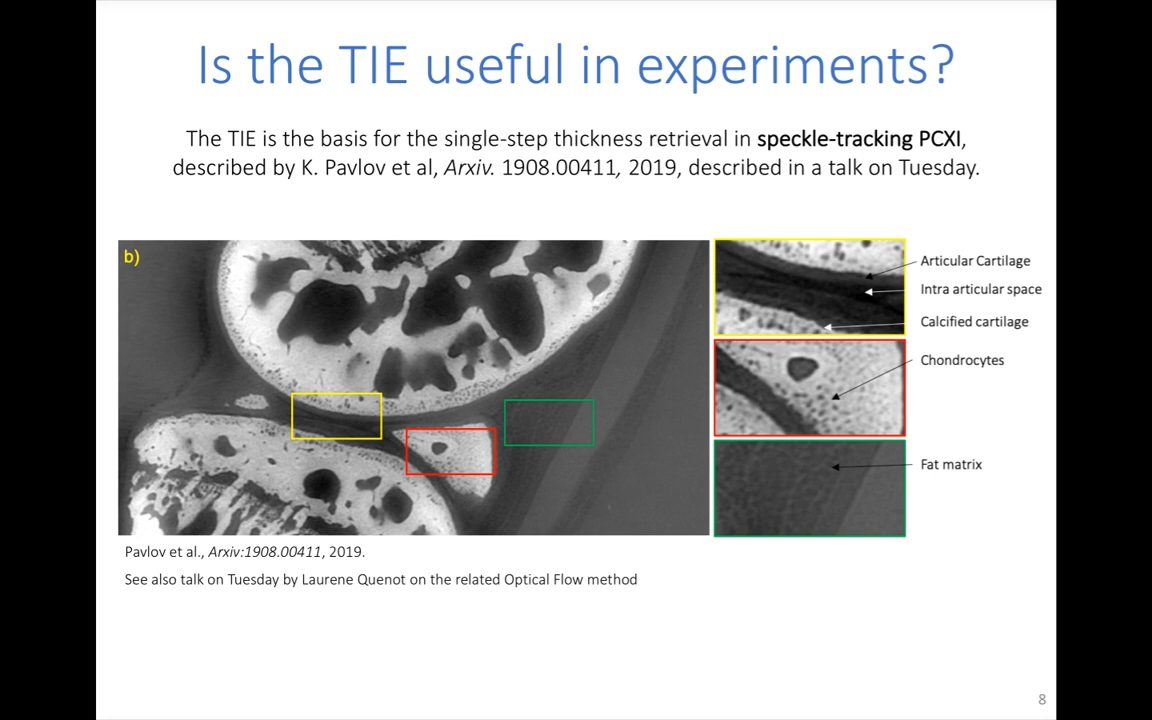 Is the TIE useful in experiments?
The TIE is the basis for the single-step thickness retrieval in speckle-tracking PCXI,
described by K. Pavlov et al, Arxiv. 1908.00411, 2019, described in a talk on Tuesday.
b)
Articular Cartilage
Intra articular space
Calcified cartilage
Chondrocytes
Fat matrix
Pavlov et al., Arxiv:1908.00411, 2019.
See also talk on Tuesday by Laurene Quenot on the related Optical Flow method
8